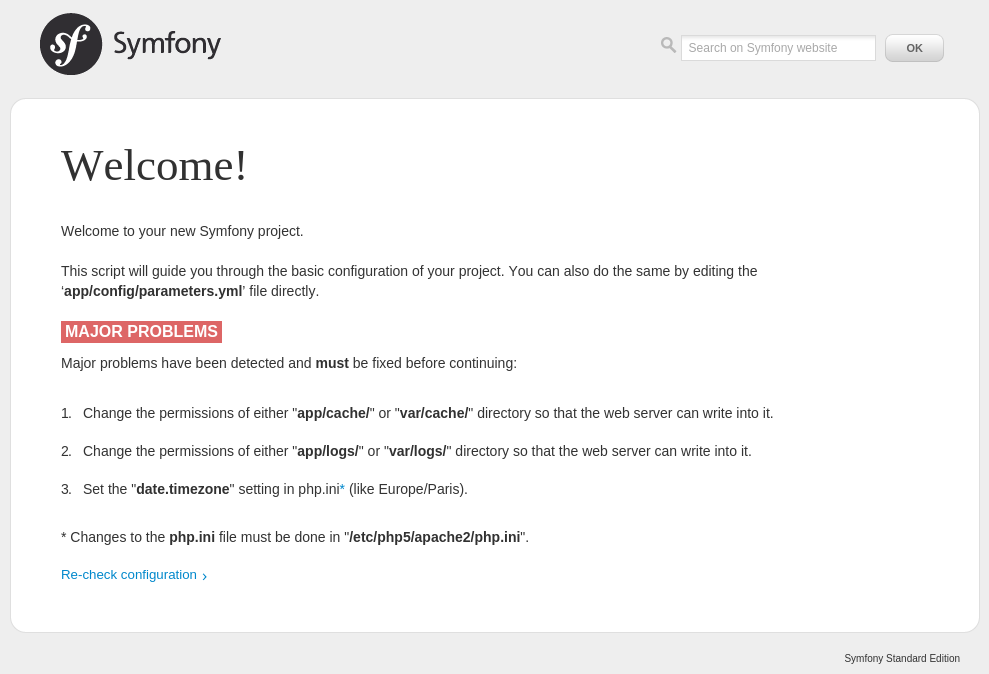 sf Symfony
Search on Symfony website OK
Welcome!
Welcome to your new Symfony project.
This script will guide you through the basic configuration of your project. You can also do the same by editing the
‘app/config/parameters.yml’ file directly.
MAJOR PROBLEMS
Major problems have been detected and must be fixed before continuing:
1. Change the permissions of either "app/cache/" or "var/cache/" directory so that the web server can write into it.
2. Change the permissions of either "app/logs/" or "var/logs/" directory so that the web server can write into it.
3. Set the "date.timezone" setting in php.ini* (like Europe/Paris).
* Changes to the php.ini file must be done in "/etc/php5/apache2/php.ini".
Re-check configuration ›
Symfony Standard Edition